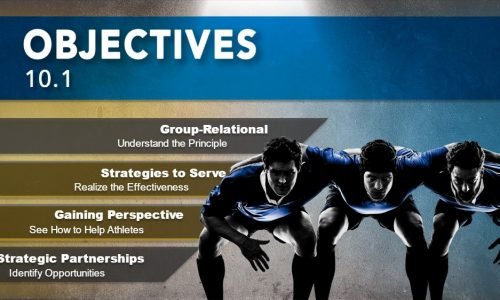 OBJECTIVES
10.1
Group-Relational
Understand the Principle
Strategies to Serve
Realize the Effectiveness
Gaining Perspective
See How to Help Athletes
Strategic Partnerships
Identify Opportunities